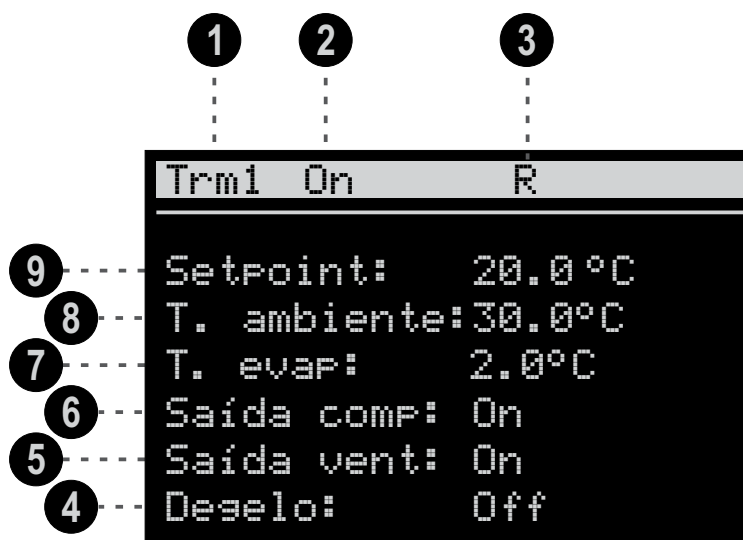 1 2 3
Trm1 On R
9 Setpoint: 20.0°C
8 T. ambiente:30.0°C
7 T. evap: 2.0°C
6 Saída comp: On
5 Saída vent: On
4 Degelo: Off